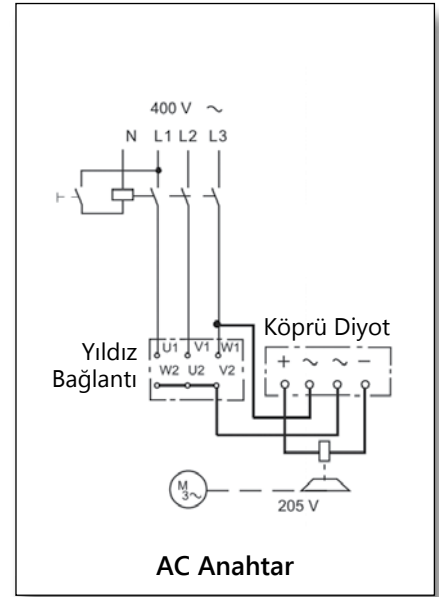 400 V ~
N L1 L2 L3
U1 V1 W1
W2 U2 V2
Yıldız
Bağlantı
Köprü Diyot
+ ~ ~ −
M
3~
205 V
AC Anahtar